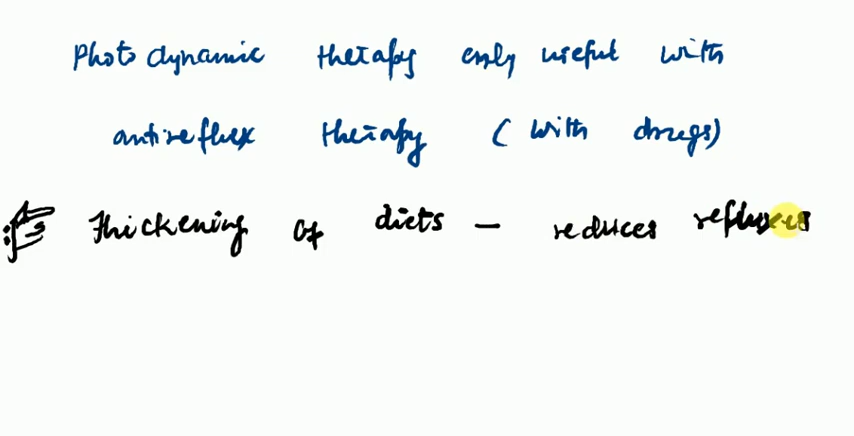 Photo dynamic therapy only useful with
antireflux therapy (with drugs)
Thickening of diets - reduces refluxes